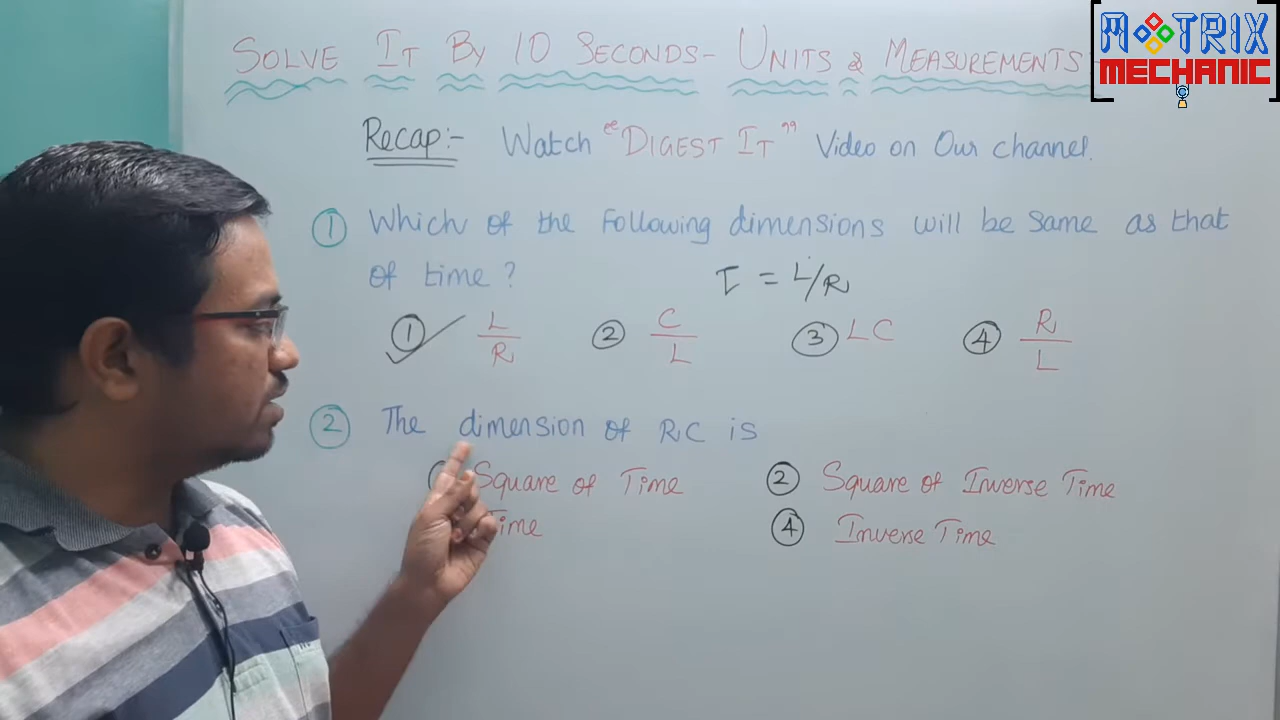 MATRIX
MECHANIC
SOLVE IT BY 10 SECONDS- UNITS & MEASUREMENTS
Recap:- Watch "DIGEST IT" Video on Our channel.
① Which of the following dimensions will be same as that
of time? τ = L/R
① L/R ② C/L ③ LC ④ R/L
② The dimension of RC is
Square of Time ② Square of Inverse Time
Time ④ Inverse Time